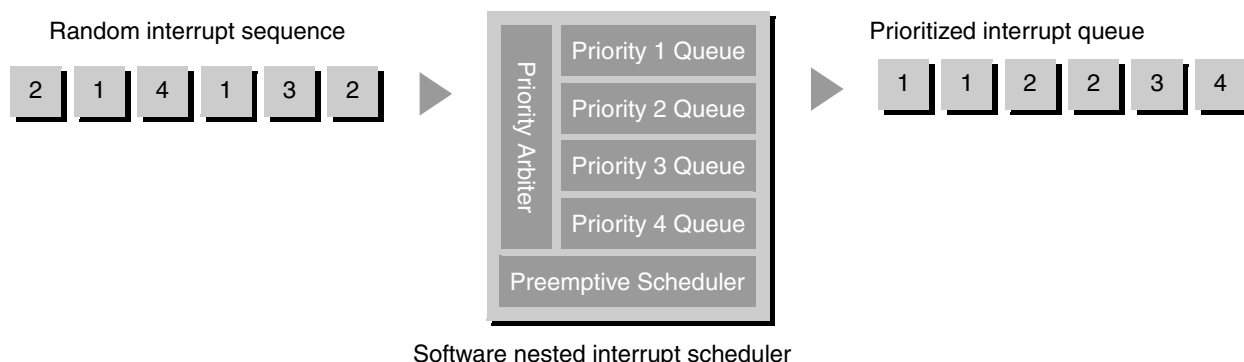 Random interrupt sequence
2 1 4 1 3 2
Priority Arbiter
Priority 1 Queue
Priority 2 Queue
Priority 3 Queue
Priority 4 Queue
Preemptive Scheduler
Software nested interrupt scheduler
Prioritized interrupt queue
1 1 2 2 3 4